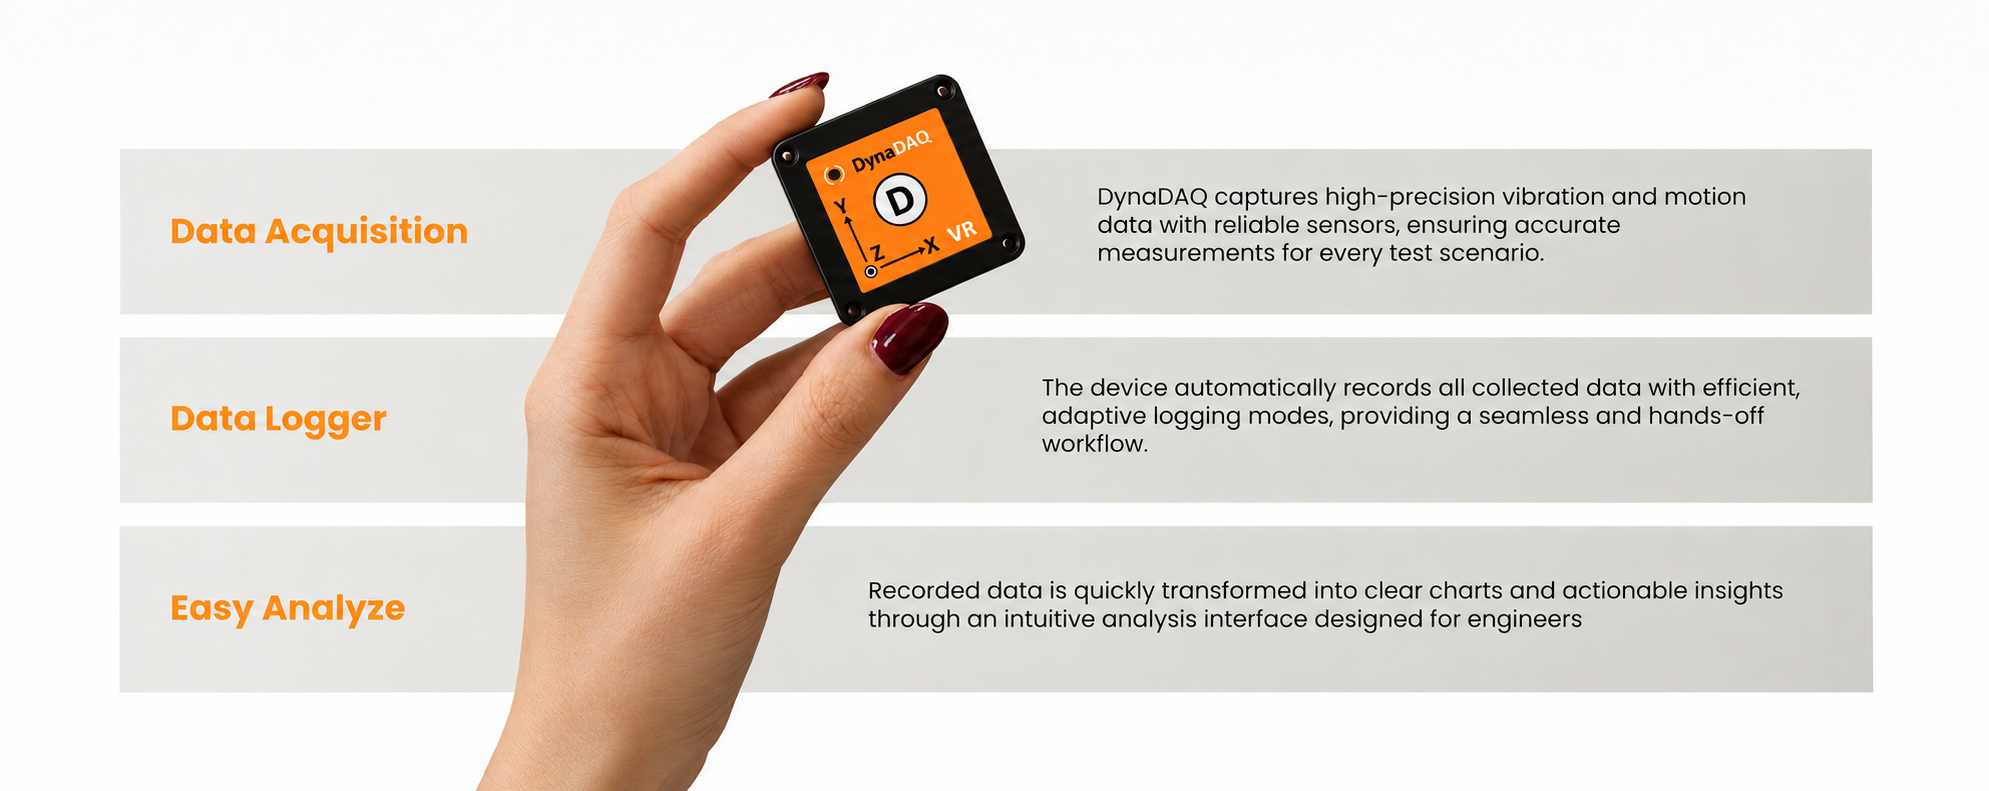 Data Acquisition
DynaDAQ
D
Y
Z
X
VR
DynaDAQ captures high-precision vibration and motion
data with reliable sensors, ensuring accurate
measurements for every test scenario.
Data Logger
The device automatically records all collected data with efficient,
adaptive logging modes, providing a seamless and hands-off
workflow.
Easy Analyze
Recorded data is quickly transformed into clear charts and actionable insights
through an intuitive analysis interface designed for engineers